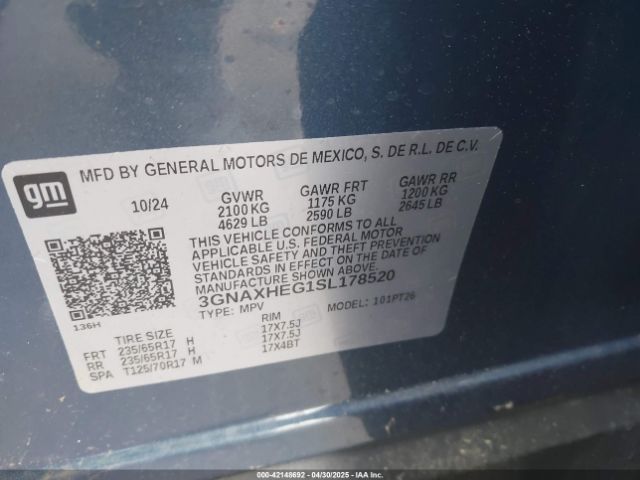 gm
MFD BY GENERAL MOTORS DE MEXICO, S. DE R.L. DE C.V.
10/24 GVWR GAWR FRT GAWR RR
2100 KG 1175 KG 1200 KG
4629 LB 2590 LB 2645 LB
THIS VEHICLE CONFORMS TO ALL
APPLICABLE U.S. FEDERAL MOTOR
VEHICLE SAFETY AND THEFT PREVENTION
STANDARDS IN EFFECT ON THE DATE OF
MANUFACTURE SHOWN ABOVE.
3GNAXHEG1SL178520
TYPE: MPV MODEL: 101PT26
136H
TIRE SIZE RIM
FRT 235/65R17 H 17X7.5J
RR 235/65R17 H 17X7.5J
SPA T125/70R17 M 17X4BT
000-42148692 - 04/30/2025 - IAA Inc.